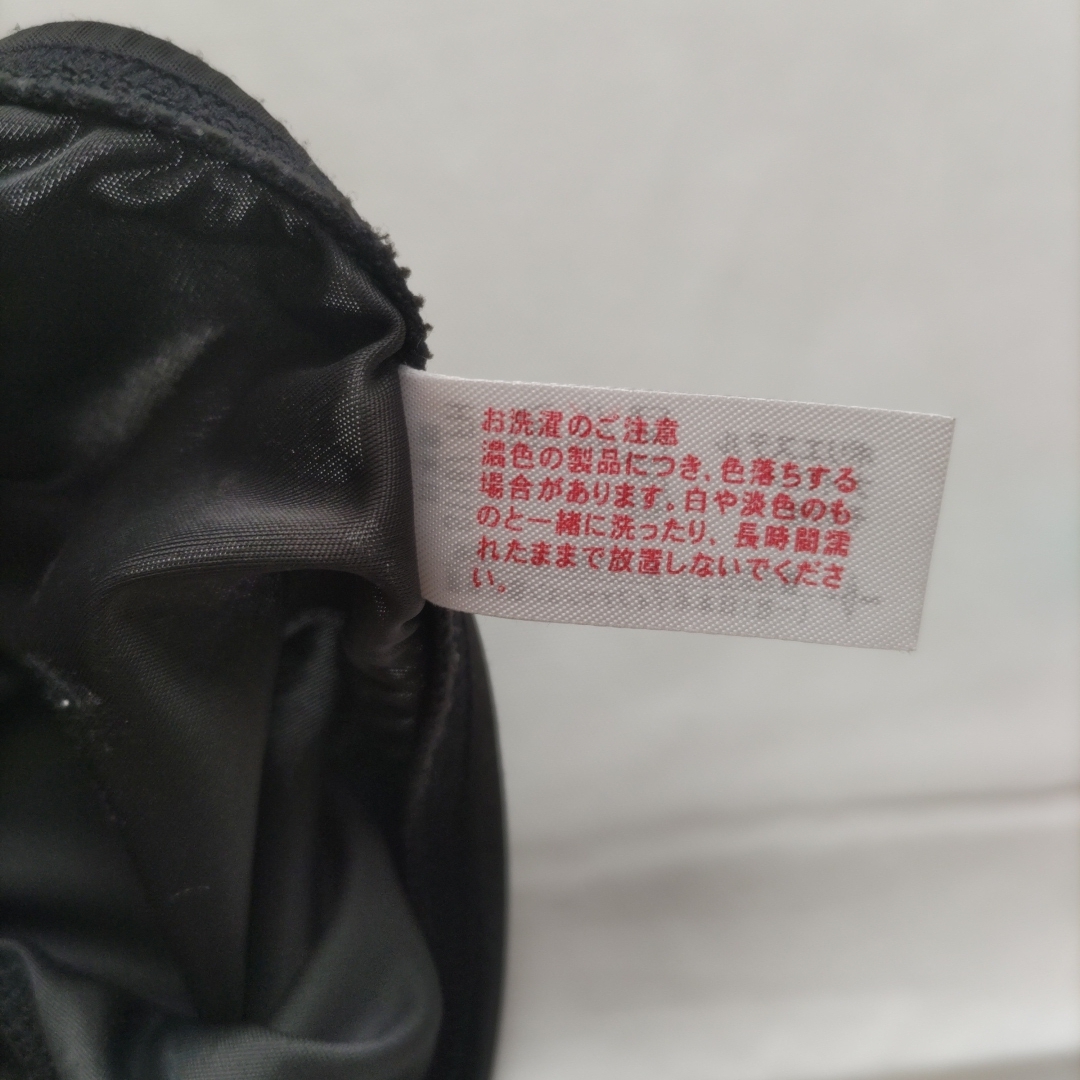 お洗濯のご注意
濃色の製品につき、色落ちする
場合があります。白や淡色のも
のと一緒に洗ったり、長時間濡
れたままで放置しないでくださ
い。